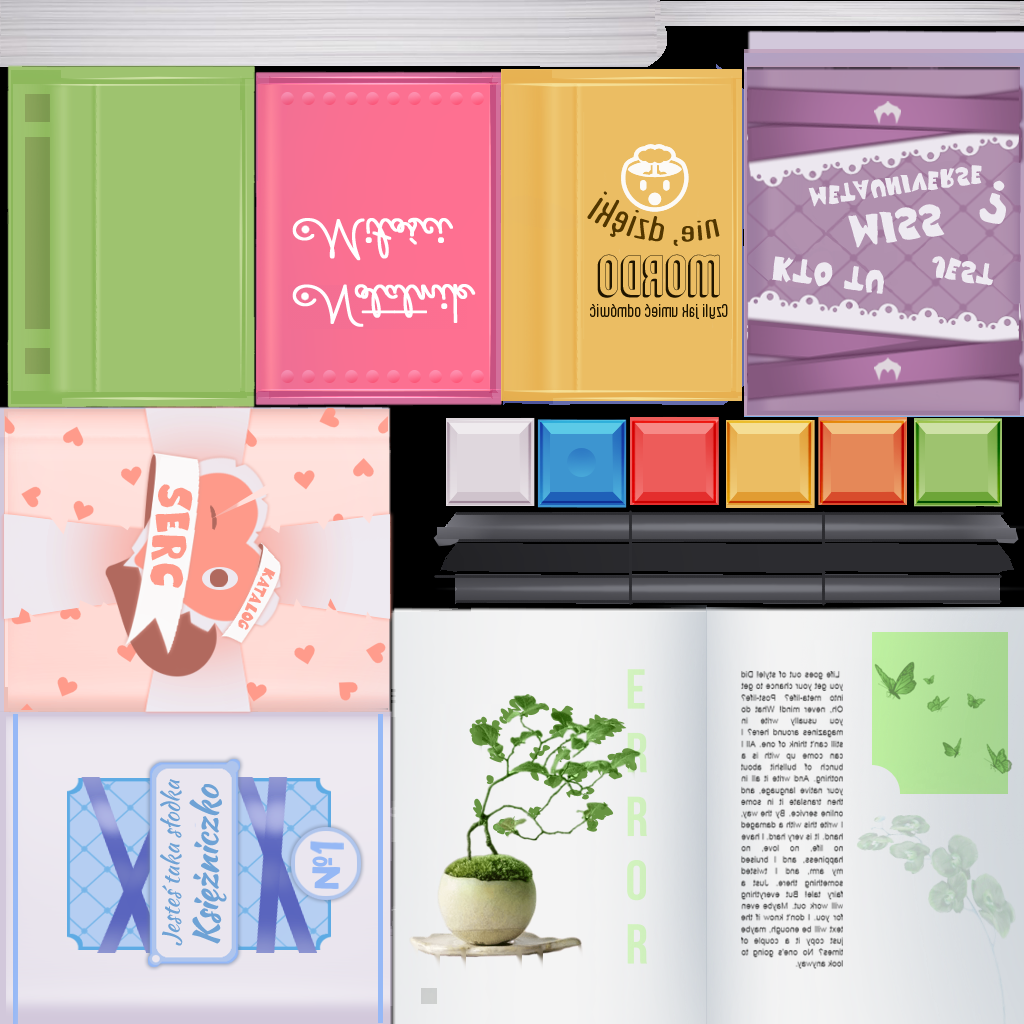 Notatnik
Miłości
nie, dzięki!
MORDO
Czyli jak umieć odmówić
KTO TU JEST
MISS
METAUNIVERSE ?
KATALOG
SERC
Jesteś taka słodka
Księżniczko
№1
ERROR
Life goes out of style! Did
you get your chance to get
into meta-life? Post-life?
Oh, never mind! What do
you usually write in
magazines around here? I
still can't think of one. All I
can come up with is a
bunch of bullshit about
nothing. And write it all in
your native language, and
then translate it in some
online service. By the way,
I write this with a damaged
hand. It is very hard. I have
no life, no love, no
happiness, and I bruised
my arm, and I twisted
something there. Just a
fairy tale! But everything
will work out. Maybe even
for you. I don't know if the
text will be enough, maybe
just copy it a couple of
times? No one's going to
look anyway.